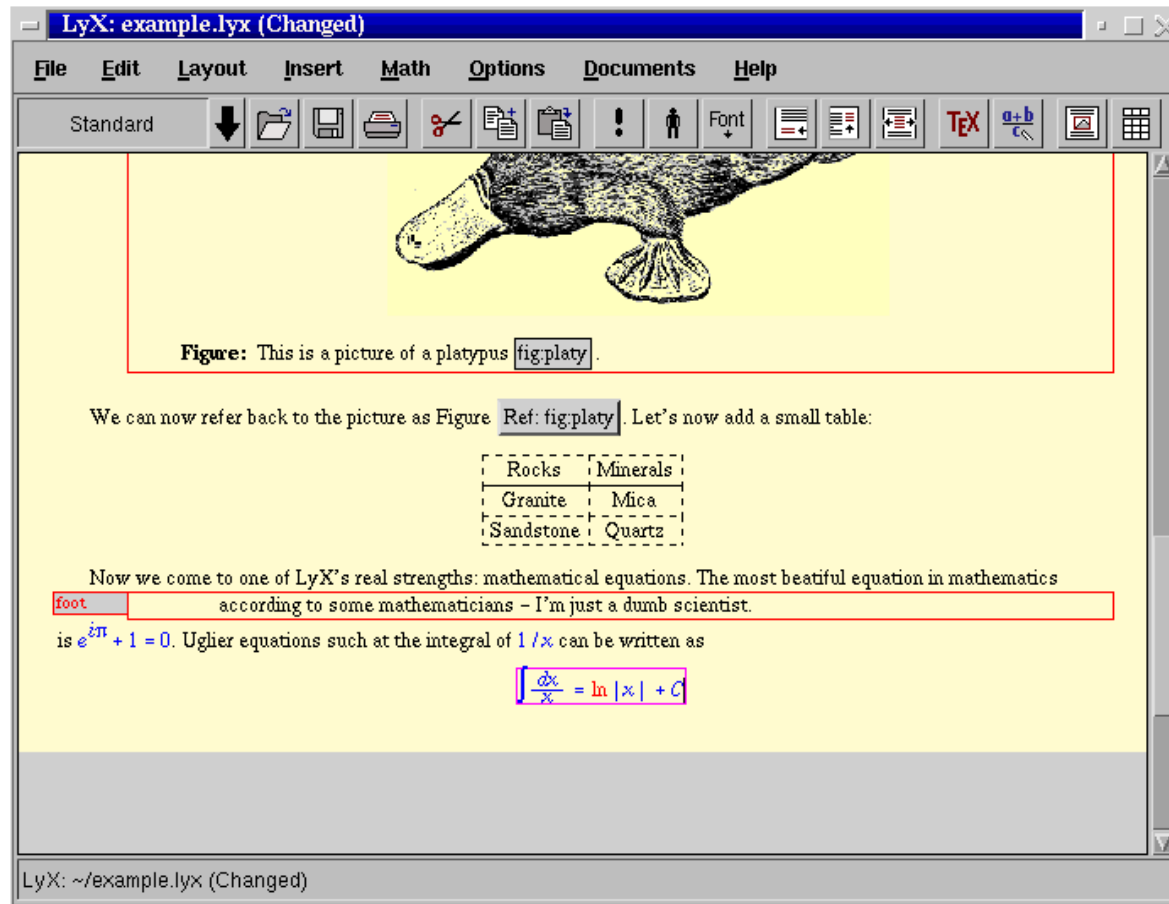 LyX: example.lyx (Changed)
File Edit Layout Insert Math Options Documents Help
Standard ! Font TEX a+b/c
Figure: This is a picture of a platypus fig:platy .
We can now refer back to the picture as Figure Ref: fig:platy . Let's now add a small table:
Rocks Minerals
Granite Mica
Sandstone Quartz
Now we come to one of LyX's real strengths: mathematical equations. The most beatiful equation in mathematics
foot according to some mathematicians – I'm just a dumb scientist.
is e^{iπ} + 1 = 0. Uglier equations such at the integral of 1/x can be written as
∫ dx/x = ln |x| + C
LyX: ~/example.lyx (Changed)